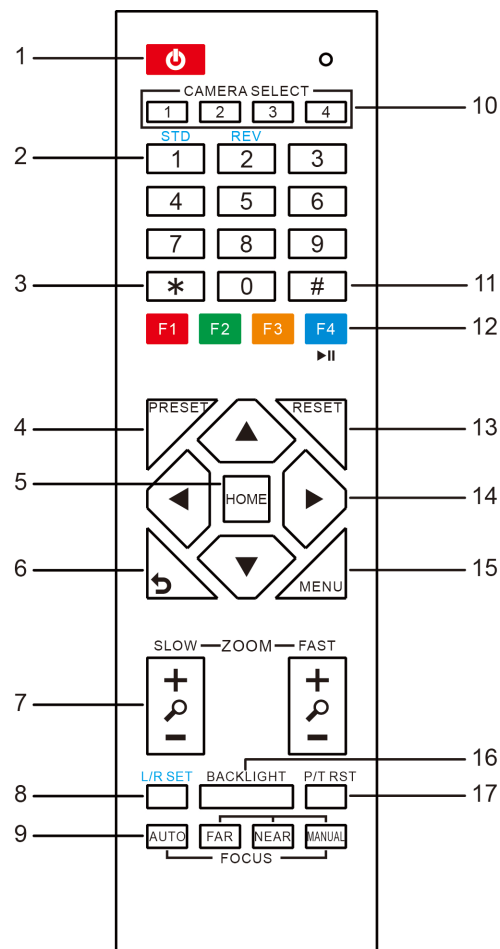 1
CAMERA SELECT
1 2 3 4
10
STD REV
2
1 2 3
4 5 6
7 8 9
3
* 0 #
11
F1 F2 F3 F4
12
PRESET RESET
4
13
5
HOME
14
6
MENU
15
SLOW ZOOM FAST
+ +
7
− −
16
L/R SET BACKLIGHT P/T RST
8
17
9
AUTO FAR NEAR MANUAL
FOCUS